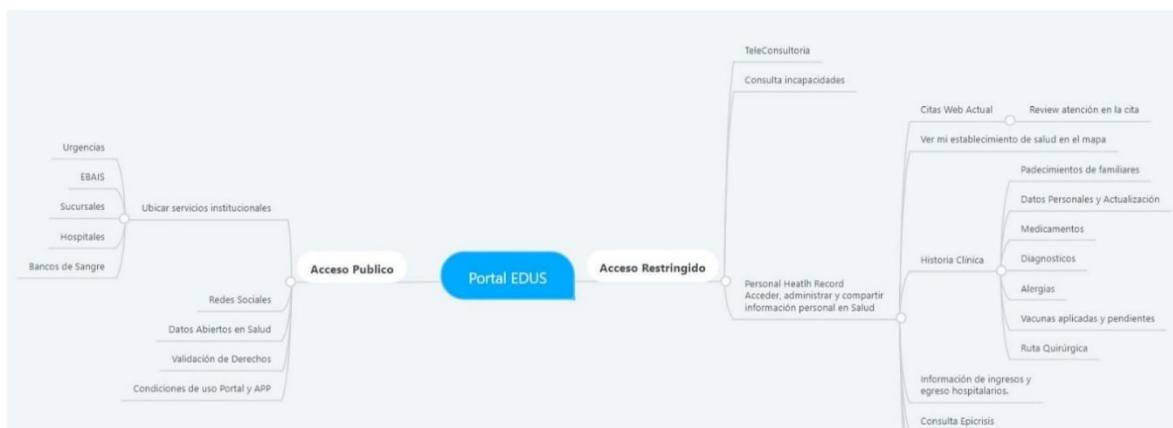 TeleConsultoria
Consulta incapacidades
Citas Web Actual
Review atención en la cita
Ver mi establecimiento de salud en el mapa
Urgencias
EBAIS
Sucursales
Hospitales
Bancos de Sangre
Ubicar servicios institucionales
Redes Sociales
Datos Abiertos en Salud
Validación de Derechos
Condiciones de uso Portal y APP
Acceso Publico
Portal EDUS
Acceso Restringido
Personal Heatlh Record
Acceder, administrar y compartir
información personal en Salud
Historia Clínica
Padecimientos de familiares
Datos Personales y Actualización
Medicamentos
Diagnosticos
Alergias
Vacunas aplicadas y pendientes
Ruta Quirúrgica
Información de ingresos y
egreso hospitalarios.
Consulta Epicrisis